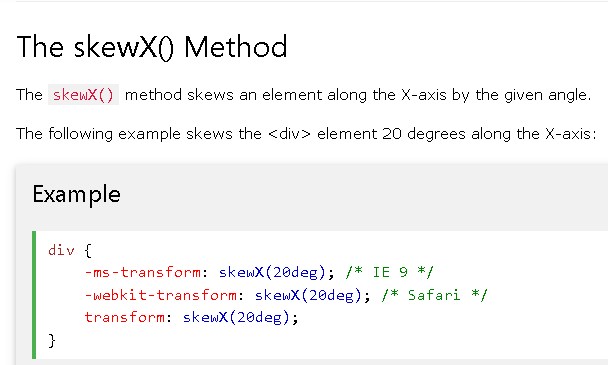 The skewX() Method
The skewX() method skews an element along the X-axis by the given angle.
The following example skews the <div> element 20 degrees along the X-axis:
Example
div {
    -ms-transform: skewX(20deg); /* IE 9 */
    -webkit-transform: skewX(20deg); /* Safari */
    transform: skewX(20deg);
}